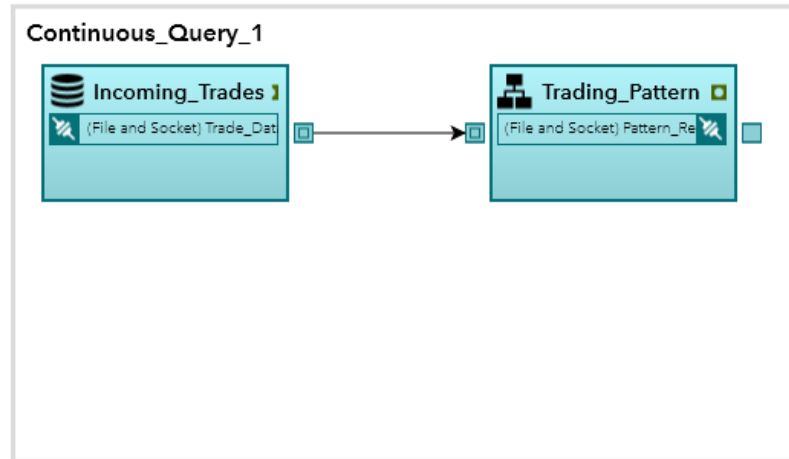 Continuous_Query_1
Incoming_Trades
(File and Socket) Trade_Dat
Trading_Pattern
(File and Socket) Pattern_Re